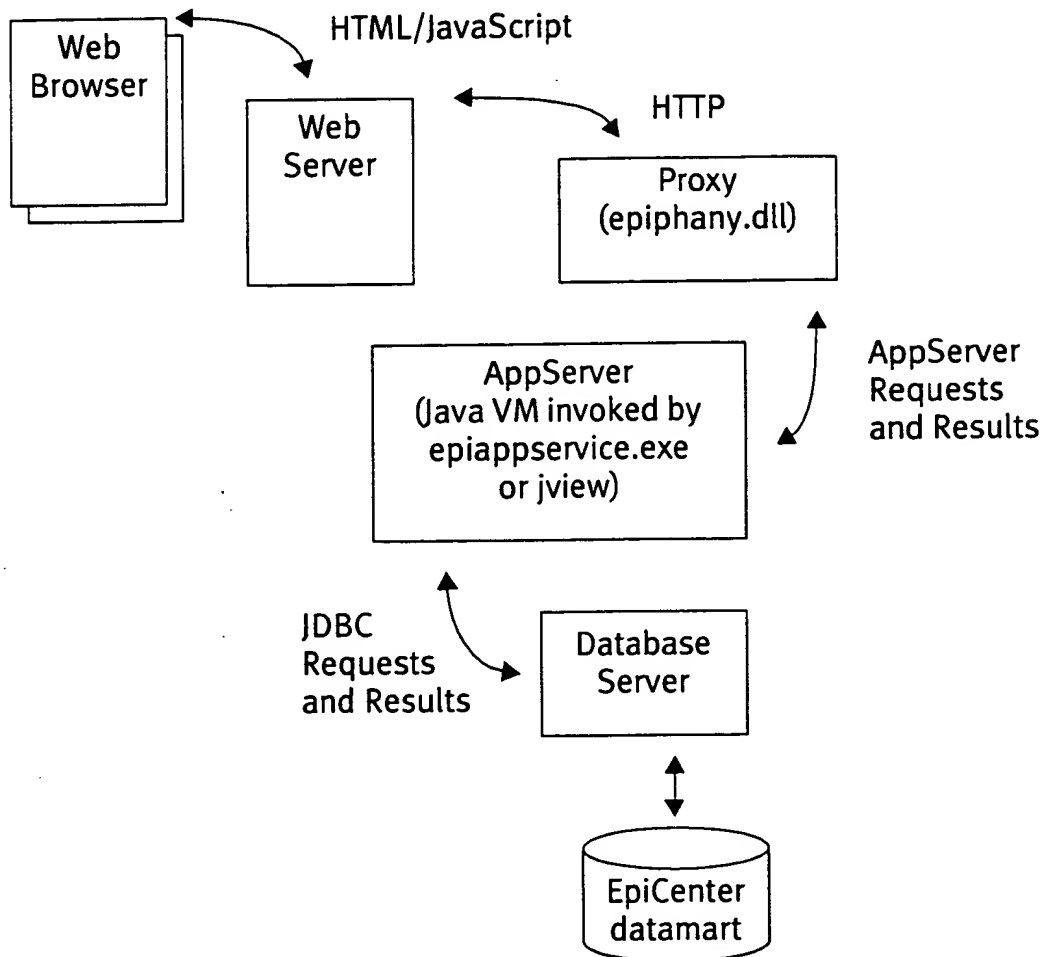 Web
Browser
HTML/JavaScript
Web
Server
HTTP
Proxy
(epiphany.dll)
AppServer
(Java VM invoked by
epiappservice.exe
or jview)
AppServer
Requests
and Results
JDBC
Requests
and Results
Database
Server
EpiCenter
datamart